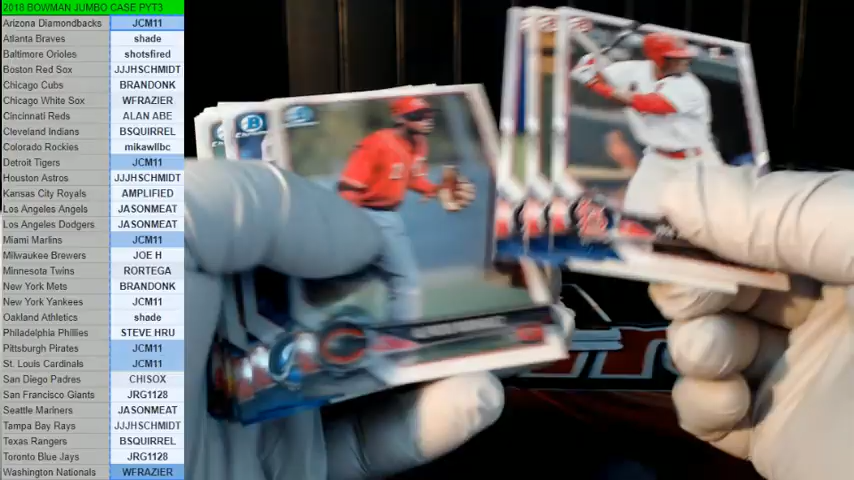 2018 BOWMAN JUMBO CASE PYT3
Arizona Diamondbacks JCM11
Atlanta Braves shade
Baltimore Orioles shotsfired
Boston Red Sox JJJHSCHMIDT
Chicago Cubs BRANDONK
Chicago White Sox WFRAZIER
Cincinnati Reds ALAN ABE
Cleveland Indians BSQUIRREL
Colorado Rockies mikawllbc
Detroit Tigers JCM11
Houston Astros JJJHSCHMIDT
Kansas City Royals AMPLIFIED
Los Angeles Angels JASONMEAT
Los Angeles Dodgers JASONMEAT
Miami Marlins JCM11
Milwaukee Brewers JOE H
Minnesota Twins RORTEGA
New York Mets BRANDONK
New York Yankees JCM11
Oakland Athletics shade
Philadelphia Phillies STEVE HRU
Pittsburgh Pirates JCM11
St. Louis Cardinals JCM11
San Diego Padres CHISOX
San Francisco Giants JRG1128
Seattle Mariners JASONMEAT
Tampa Bay Rays JJJHSCHMIDT
Texas Rangers BSQUIRREL
Toronto Blue Jays JRG1128
Washington Nationals WFRAZIER